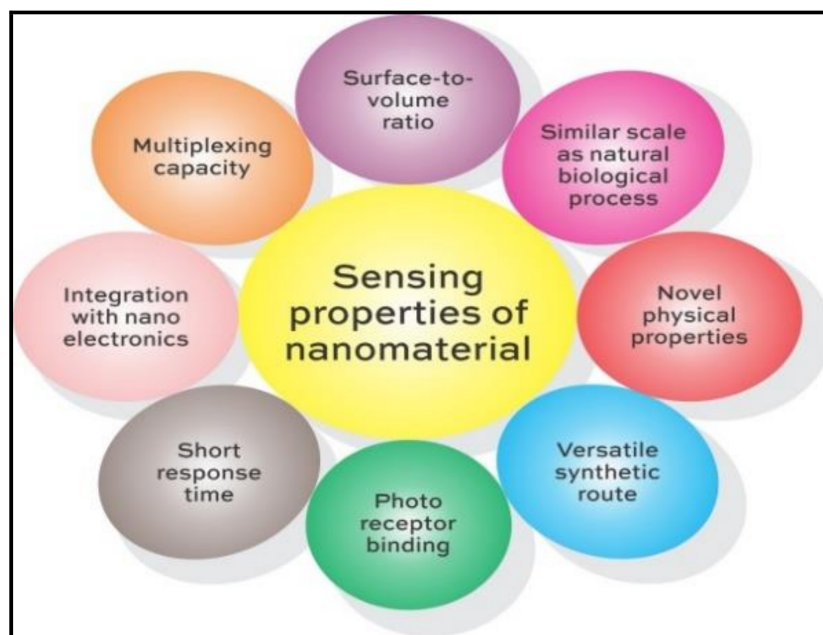 Surface-to-
volume
ratio
Similar scale
as natural
biological
process
Multiplexing
capacity
Sensing
properties of
nanomaterial
Novel
physical
properties
Integration
with nano
electronics
Versatile
synthetic
route
Short
response
time
Photo
receptor
binding